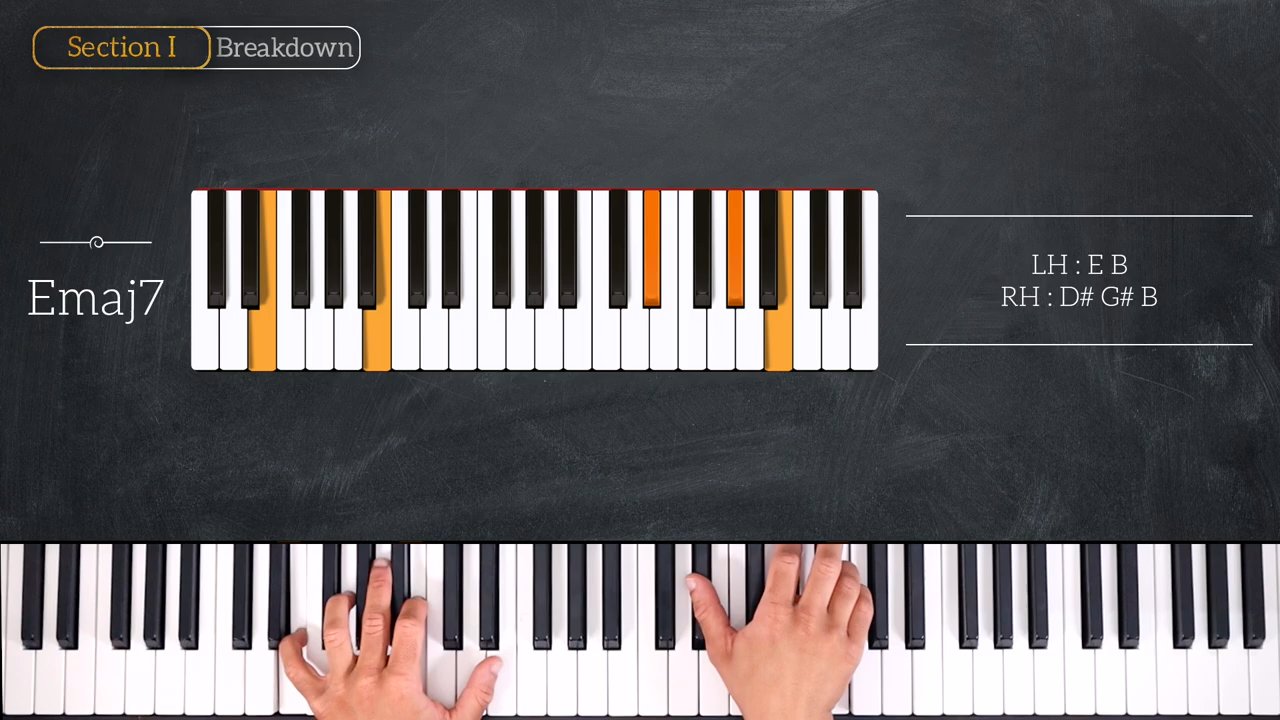 Section I
Breakdown
Emaj7
LH : E B
RH : D# G# B